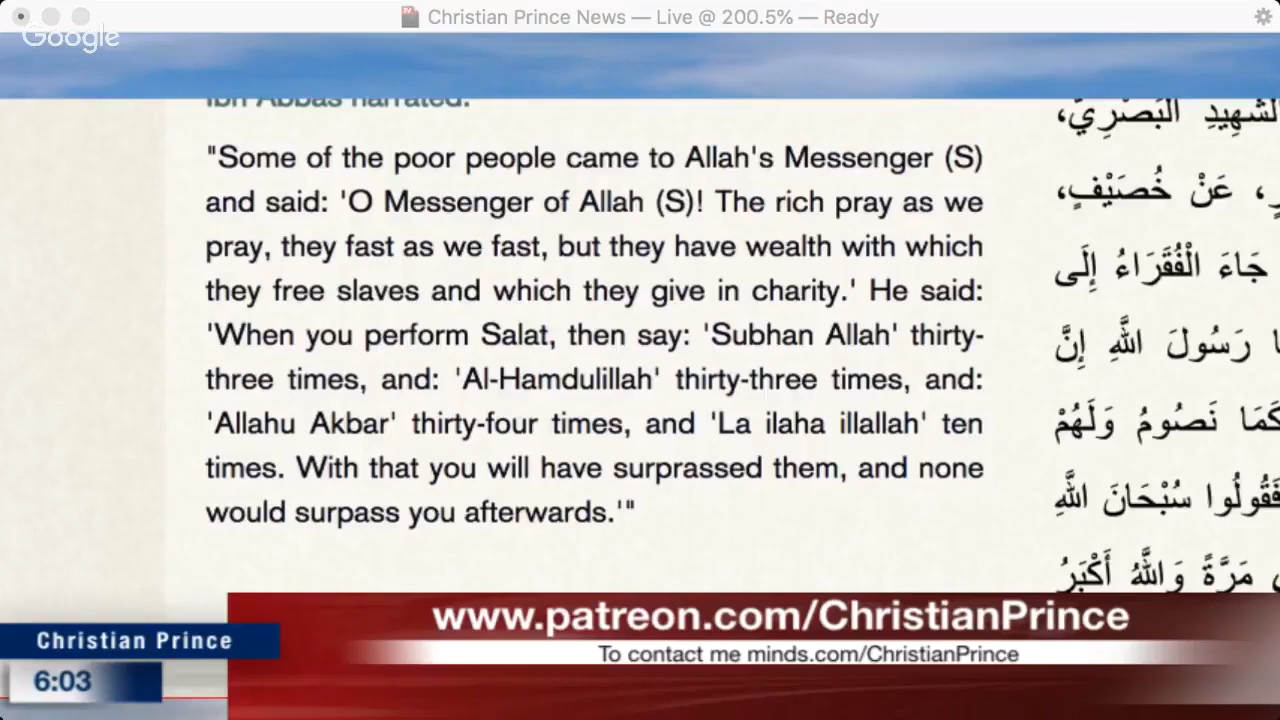 Christian Prince News — Live @ 200.5% — Ready
Google
Ibn Abbas narrated:
"Some of the poor people came to Allah's Messenger (S)
and said: 'O Messenger of Allah (S)! The rich pray as we
pray, they fast as we fast, but they have wealth with which
they free slaves and which they give in charity.' He said:
'When you perform Salat, then say: 'Subhan Allah' thirty-
three times, and: 'Al-Hamdulillah' thirty-three times, and:
'Allahu Akbar' thirty-four times, and 'La ilaha illallah' ten
times. With that you will have surprassed them, and none
would surpass you afterwards.'"
الشَّهِيدِ الْبَصْرِيُّ،
، عَنْ خُصَيْفٍ،
جَاءَ الْفُقَرَاءُ إِلَى
رَسُولَ اللَّهِ إِنَّ
كَمَا نَصُومُ وَلَهُمْ
فَقُولُوا سُبْحَانَ اللَّهِ
مَرَّةً وَاللَّهُ أَكْبَرُ
www.patreon.com/ChristianPrince
To contact me minds.com/ChristianPrince
Christian Prince
6:03